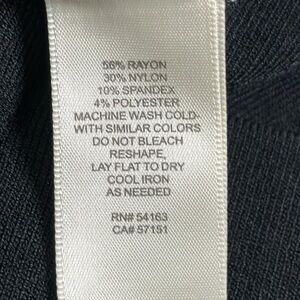 56% RAYON
30% NYLON
10% SPANDEX
4% POLYESTER
MACHINE WASH COLD-
WITH SIMILAR COLORS
DO NOT BLEACH
RESHAPE,
LAY FLAT TO DRY
COOL IRON
AS NEEDED
RN# 54163
CA# 57151